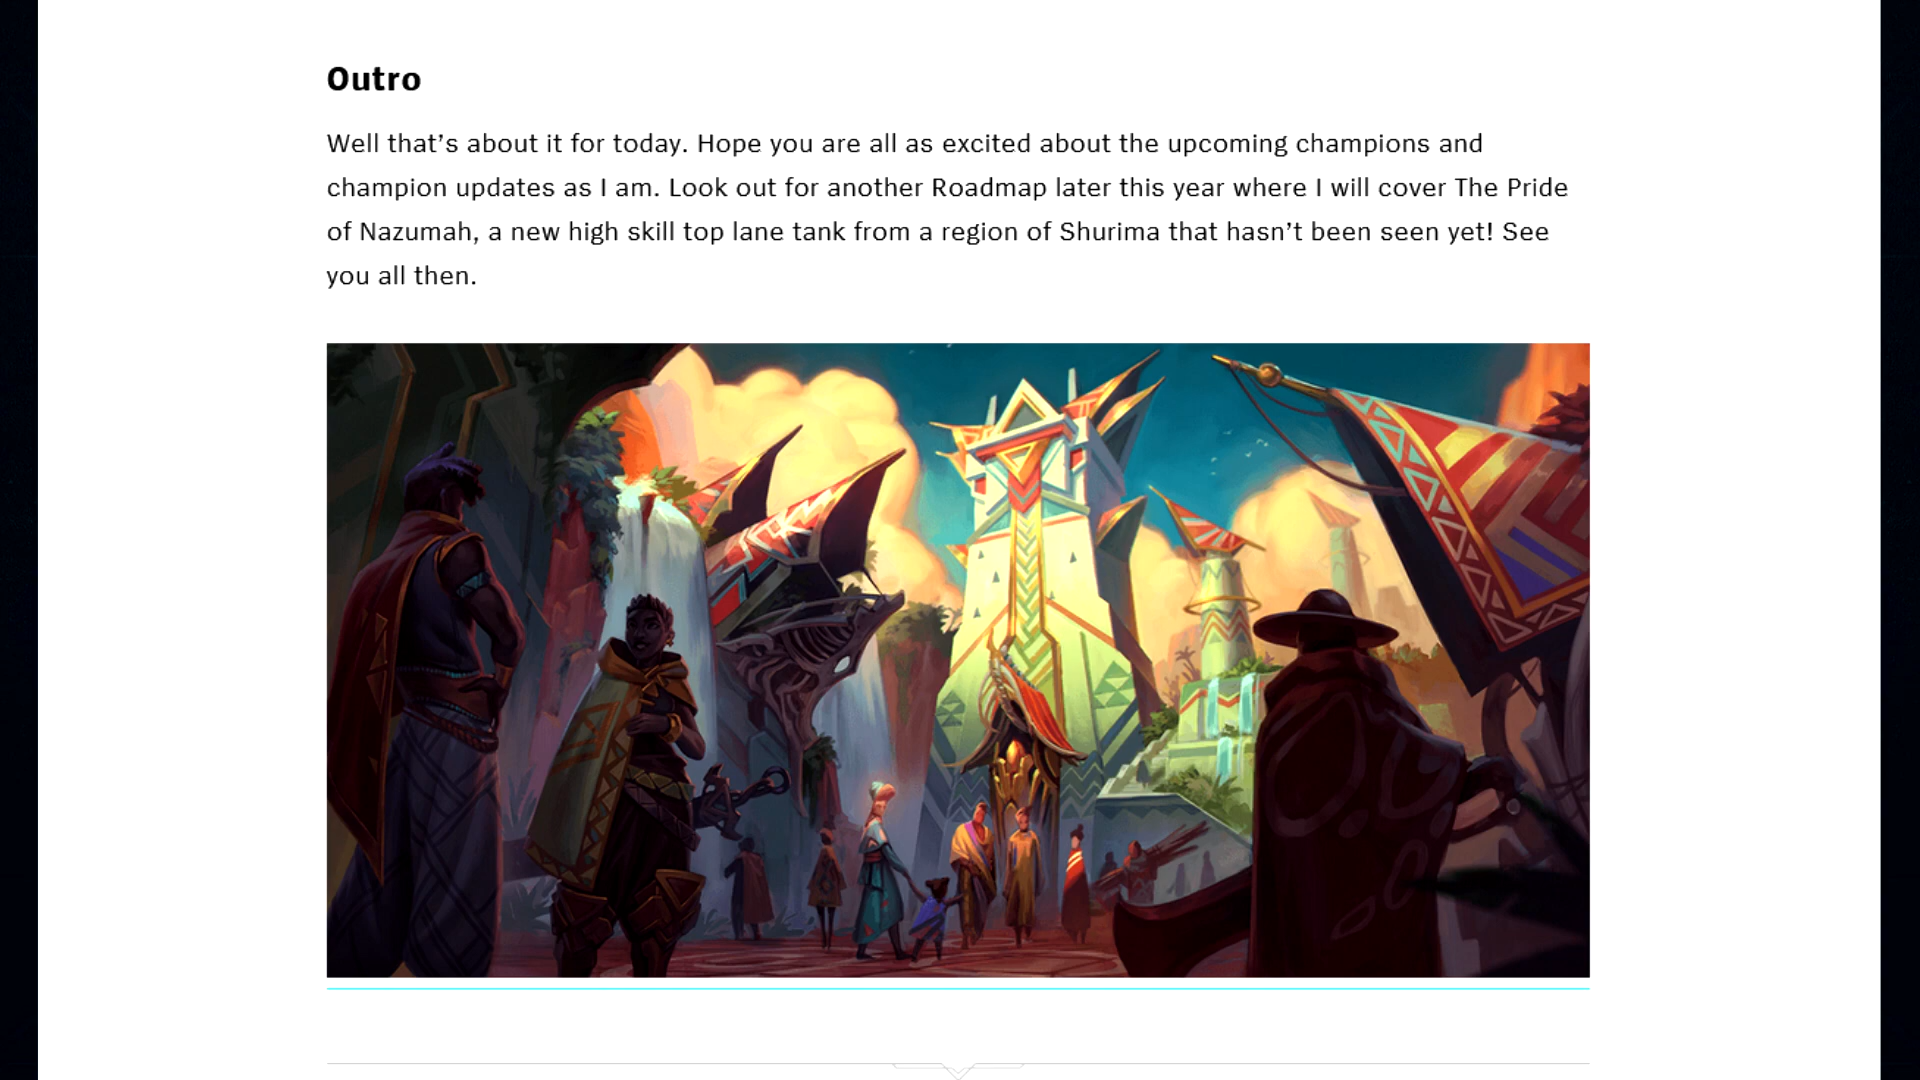 Outro
Well that’s about it for today. Hope you are all as excited about the upcoming champions and
champion updates as I am. Look out for another Roadmap later this year where I will cover The Pride
of Nazumah, a new high skill top lane tank from a region of Shurima that hasn’t been seen yet! See
you all then.